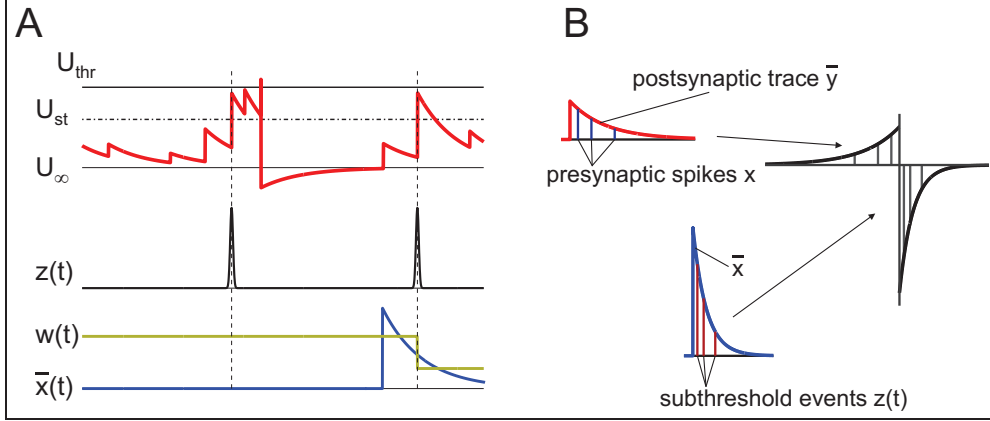 A
U_thr
U_st
U_∞
z(t)
w(t)
x̄(t)
B
postsynaptic trace ȳ
presynaptic spikes x
x̄
subthreshold events z(t)